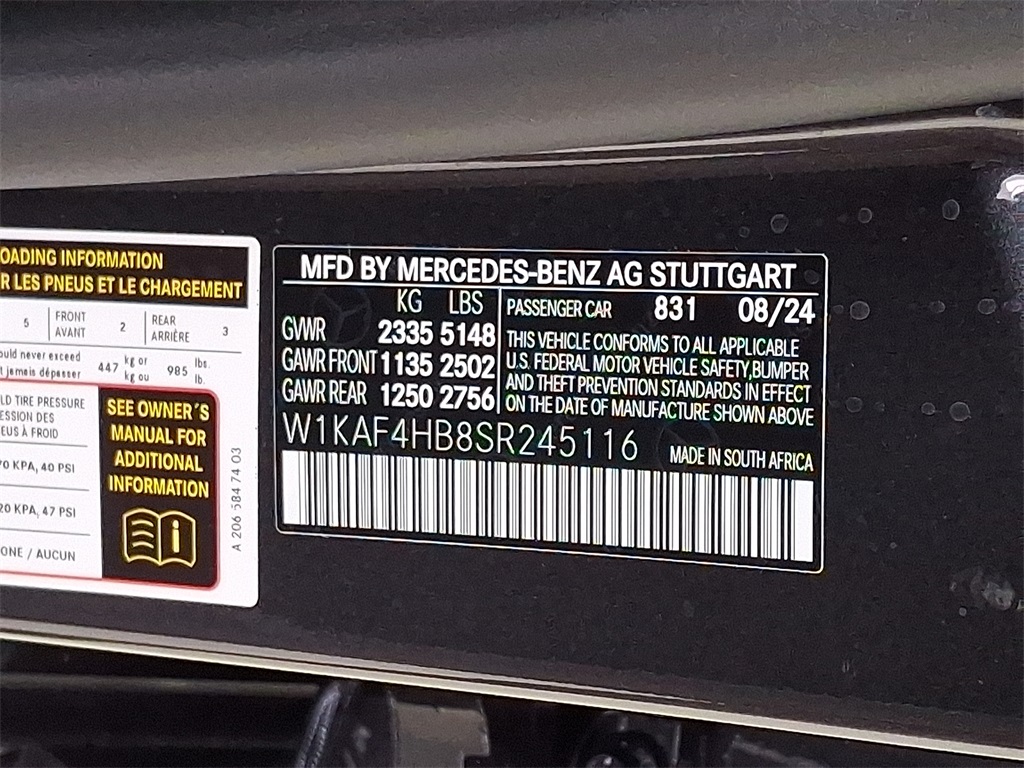 OADING INFORMATION
R LES PNEUS ET LE CHARGEMENT
5 FRONT AVANT 2 REAR ARRIÈRE 3
ould never exceed 447 kg or 985 lbs.
t jamais dépasser kg ou lb.
LD TIRE PRESSURE
ESSION DES
EUS À FROID
70 KPA, 40 PSI
20 KPA, 47 PSI
ONE / AUCUN
SEE OWNER'S
MANUAL FOR
ADDITIONAL
INFORMATION
A 206 584 74 03
MFD BY MERCEDES-BENZ AG STUTTGART
KG LBS
GVWR 2335 5148
GAWR FRONT 1135 2502
GAWR REAR 1250 2756
PASSENGER CAR 831 08/24
THIS VEHICLE CONFORMS TO ALL APPLICABLE
U.S. FEDERAL MOTOR VEHICLE SAFETY,BUMPER
AND THEFT PREVENTION STANDARDS IN EFFECT
ON THE DATE OF MANUFACTURE SHOWN ABOVE
W1KAF4HB8SR245116
MADE IN SOUTH AFRICA